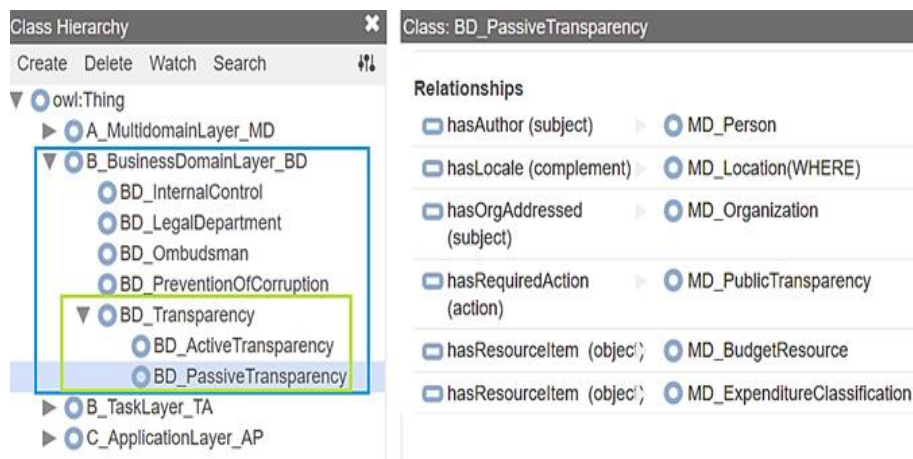 Class Hierarchy
Create Delete Watch Search
owl:Thing
A_MultidomainLayer_MD
B_BusinessDomainLayer_BD
BD_InternalControl
BD_LegalDepartment
BD_Ombudsman
BD_PreventionOfCorruption
BD_Transparency
BD_ActiveTransparency
BD_PassiveTransparency
B_TaskLayer_TA
C_ApplicationLayer_AP
Class: BD_PassiveTransparency
Relationships
hasAuthor (subject) MD_Person
hasLocale (complement) MD_Location(WHERE)
hasOrgAddressed MD_Organization
(subject)
hasRequiredAction MD_PublicTransparency
(action)
hasResourceItem (object) MD_BudgetResource
hasResourceItem (object) MD_ExpenditureClassification